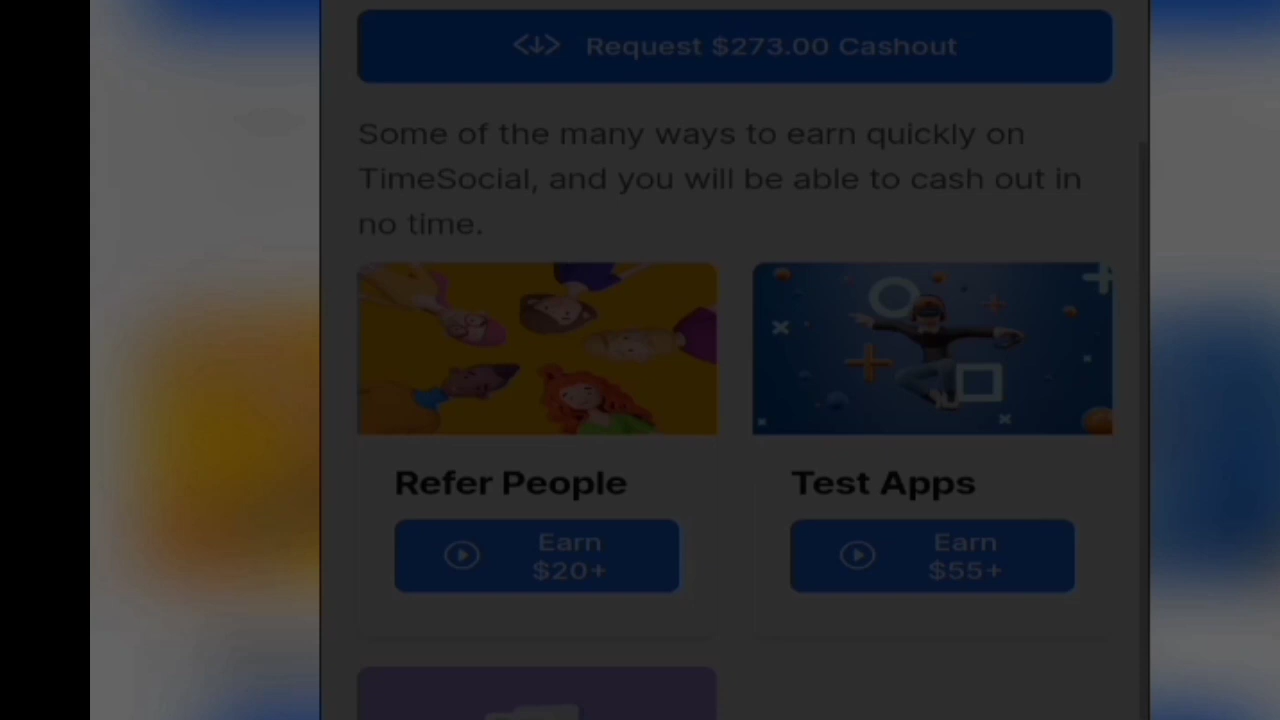 Request $273.00 Cashout
Some of the many ways to earn quickly on
TimeSocial, and you will be able to cash out in
no time.
Refer People
Test Apps
Earn
$20+
Earn
$55+